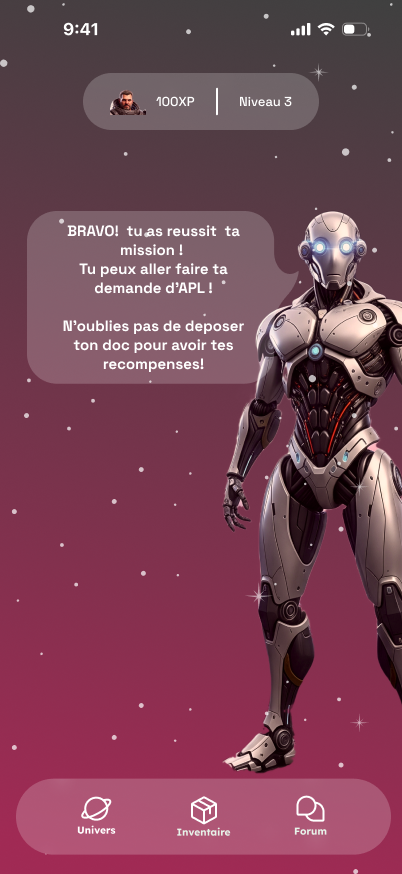 9:41
100XP
Niveau 3
BRAVO! tu as reussit ta
mission !
Tu peux aller faire ta
demande d'APL !
N'oublies pas de deposer
ton doc pour avoir tes
recompenses!
Univers
Inventaire
Forum